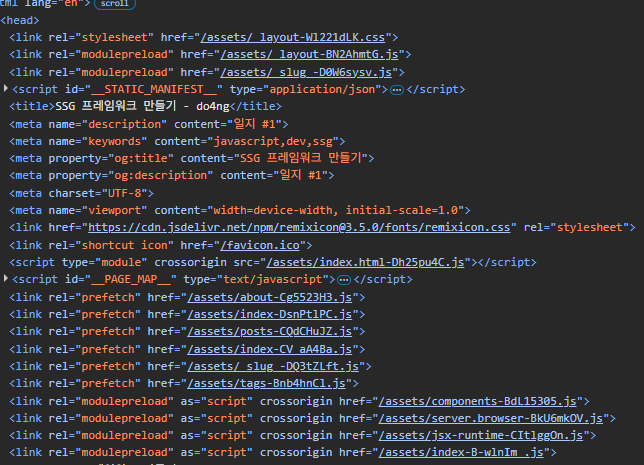 tml lang="en"> scroll
<head>
<link rel="stylesheet" href="/assets/_layout-Wl221dLK.css">
<link rel="modulepreload" href="/assets/_layout-BN2AhmtG.js">
<link rel="modulepreload" href="/assets/_slug_-D0W6sysv.js">
<script id="__STATIC_MANIFEST__" type="application/json"></script>
<title>SSG 프레임워크 만들기 - do4ng</title>
<meta name="description" content="일지 #1">
<meta name="keywords" content="javascript,dev,ssg">
<meta property="og:title" content="SSG 프레임워크 만들기">
<meta property="og:description" content="일지 #1">
<meta charset="UTF-8">
<meta name="viewport" content="width=device-width, initial-scale=1.0">
<link href="https://cdn.jsdelivr.net/npm/remixicon@3.5.0/fonts/remixicon.css" rel="stylesheet">
<link rel="shortcut icon" href="/favicon.ico">
<script type="module" crossorigin src="/assets/index.html-Dh25pu4C.js"></script>
<script id="__PAGE_MAP__" type="text/javascript"></script>
<link rel="prefetch" href="/assets/about-Cg5523H3.js">
<link rel="prefetch" href="/assets/index-DsnPtlPC.js">
<link rel="prefetch" href="/assets/posts-CQdCHuJZ.js">
<link rel="prefetch" href="/assets/index-CV_aA4Ba.js">
<link rel="prefetch" href="/assets/_slug_-DQ3tZLft.js">
<link rel="prefetch" href="/assets/tags-Bnb4hnCl.js">
<link rel="modulepreload" as="script" crossorigin href="/assets/components-BdL15305.js">
<link rel="modulepreload" as="script" crossorigin href="/assets/server.browser-BkU6mkOV.js">
<link rel="modulepreload" as="script" crossorigin href="/assets/jsx-runtime-CItlggOn.js">
<link rel="modulepreload" as="script" crossorigin href="/assets/index-B-wlnIm_.js">